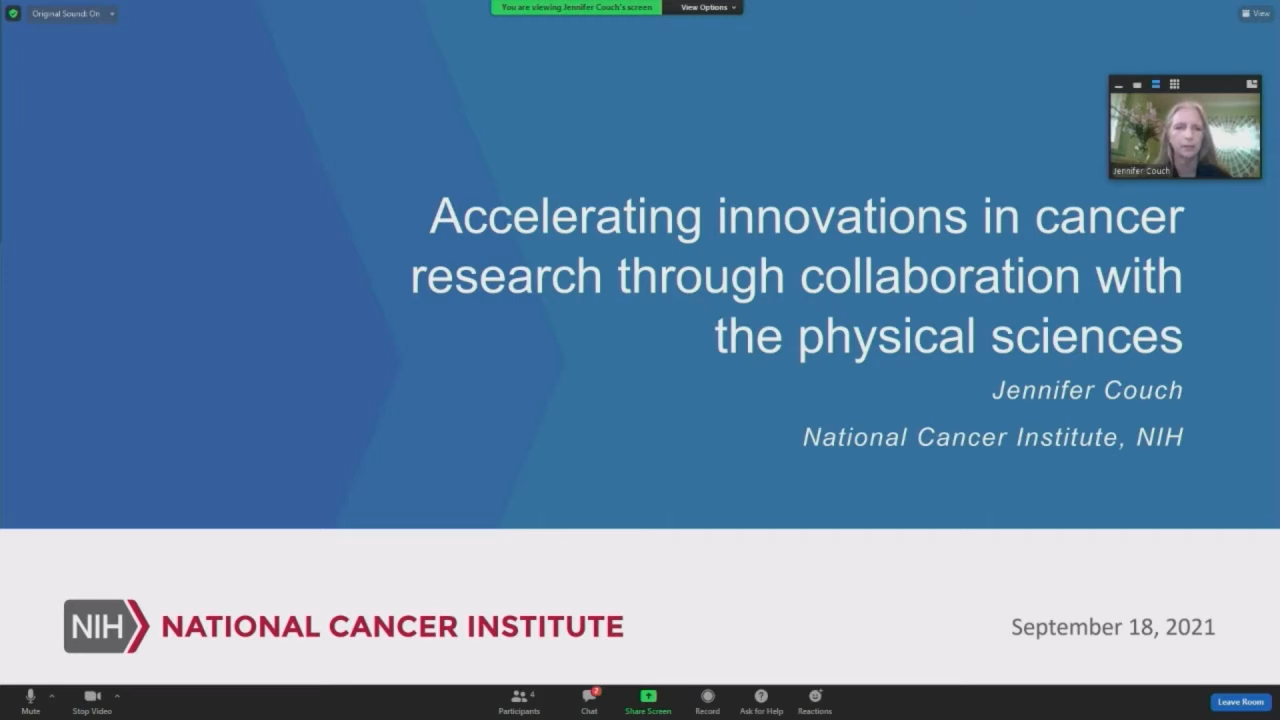 Original Sound: On
You are viewing Jennifer Couch's screen
View Options
View
Jennifer Couch
Accelerating innovations in cancer
research through collaboration with
the physical sciences
Jennifer Couch
National Cancer Institute, NIH
NIH NATIONAL CANCER INSTITUTE
September 18, 2021
Mute
Stop Video
Participants
4
Chat
2
Share Screen
Record
Ask for Help
Reactions
Leave Room